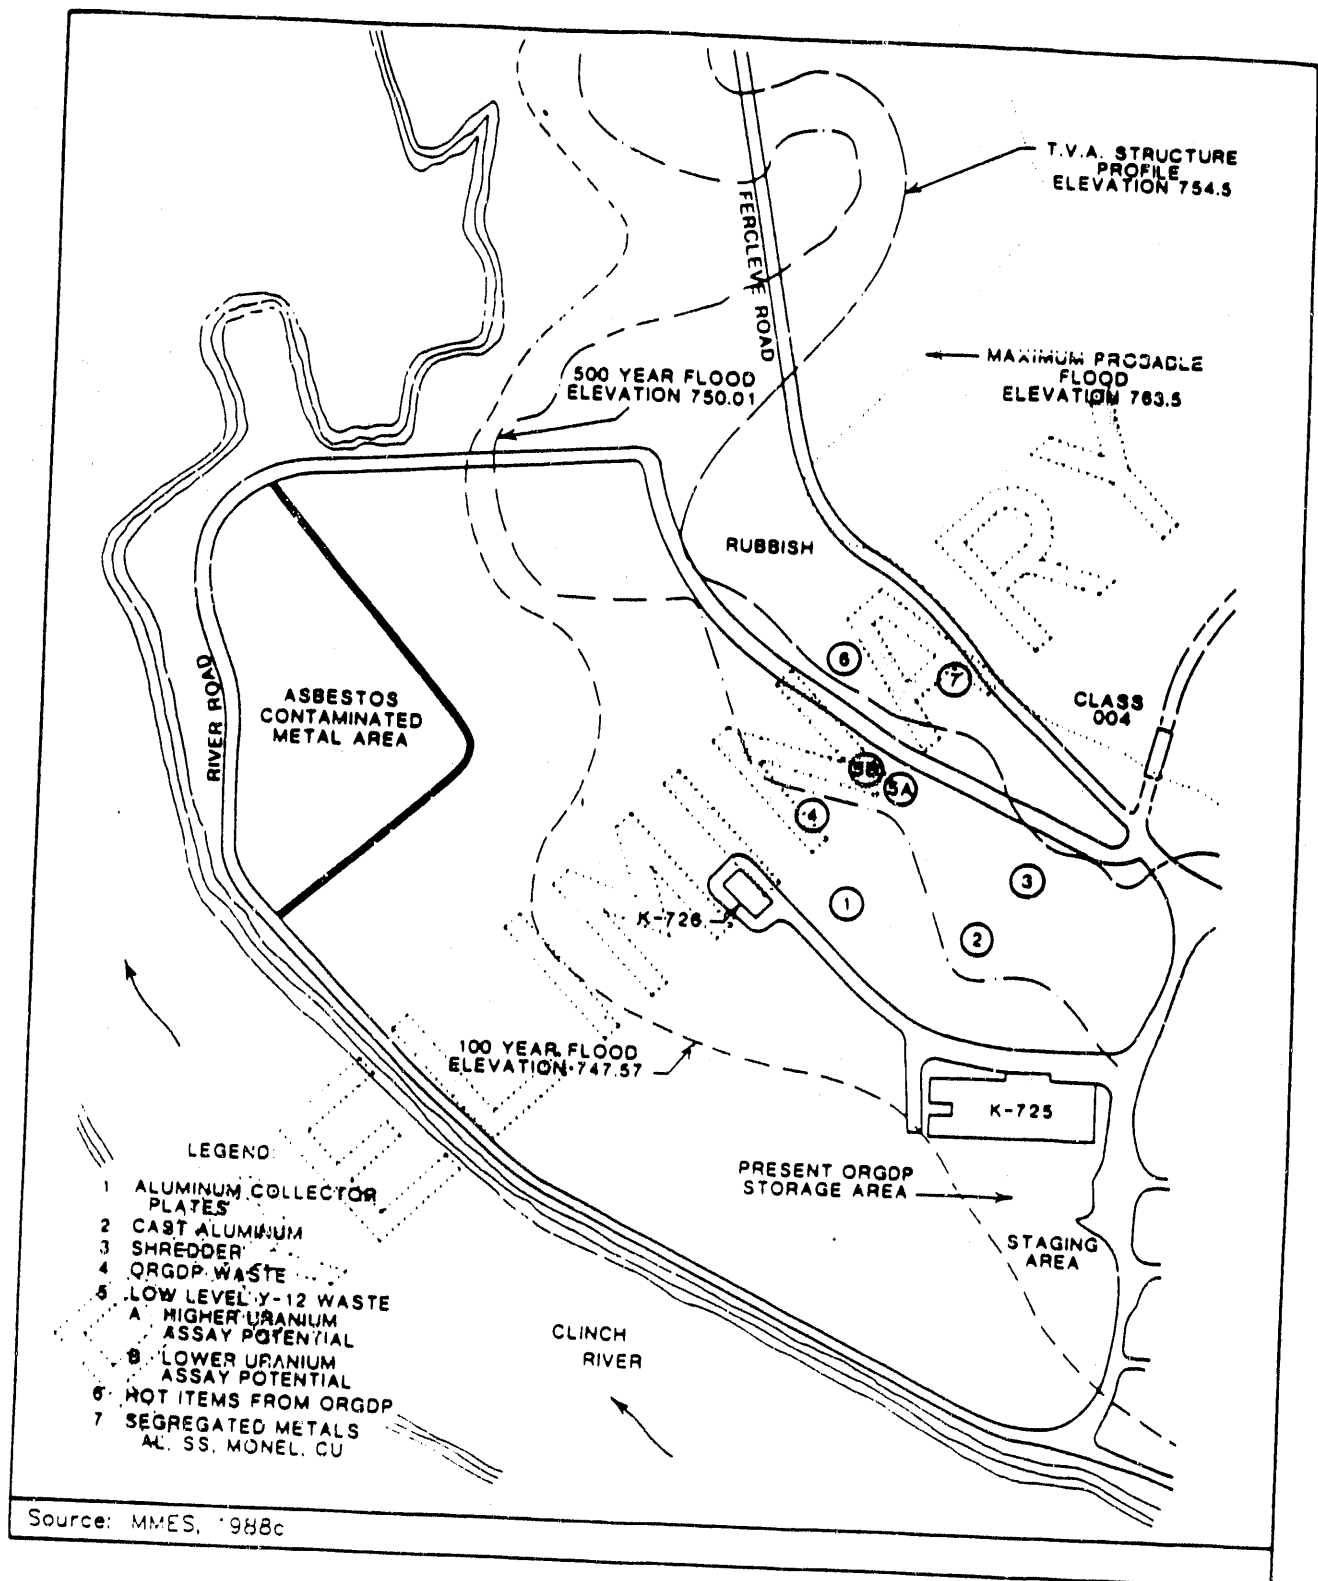 T.V.A. STRUCTURE
PROFILE
ELEVATION 754.5
FERCLEVE ROAD
MAXIMUM PROBABLE
FLOOD
ELEVATION 763.5
500 YEAR FLOOD
ELEVATION 750.01
RUBBISH
6
7
CLASS
004
RIVER ROAD
ASBESTOS
CONTAMINATED
METAL AREA
5B
5A
4
3
1
2
K-726
100 YEAR FLOOD
ELEVATION 747.57
K-725
PRESENT ORGDP
STORAGE AREA
STAGING
AREA
CLINCH
RIVER
LEGEND:
1 ALUMINUM COLLECTOR
PLATES
2 CAST ALUMINUM
3 SHREDDER
4 ORGDP WASTE
5 LOW LEVEL Y-12 WASTE
A HIGHER URANIUM
ASSAY POTENTIAL
B LOWER URANIUM
ASSAY POTENTIAL
6 HOT ITEMS FROM ORGDP
7 SEGREGATED METALS
AL, SS, MONEL, CU
PRELIMINARY
Source: MMES, 1988c